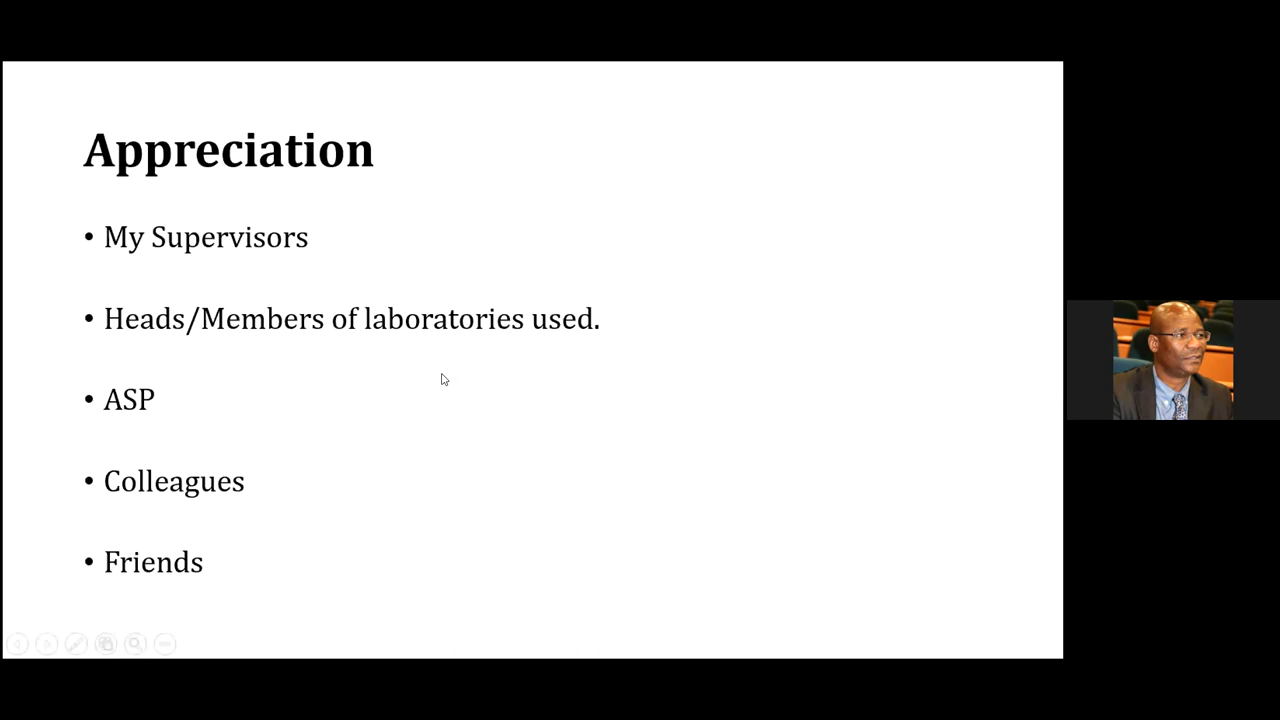 Appreciation
• My Supervisors
• Heads/Members of laboratories used.
• ASP
• Colleagues
• Friends